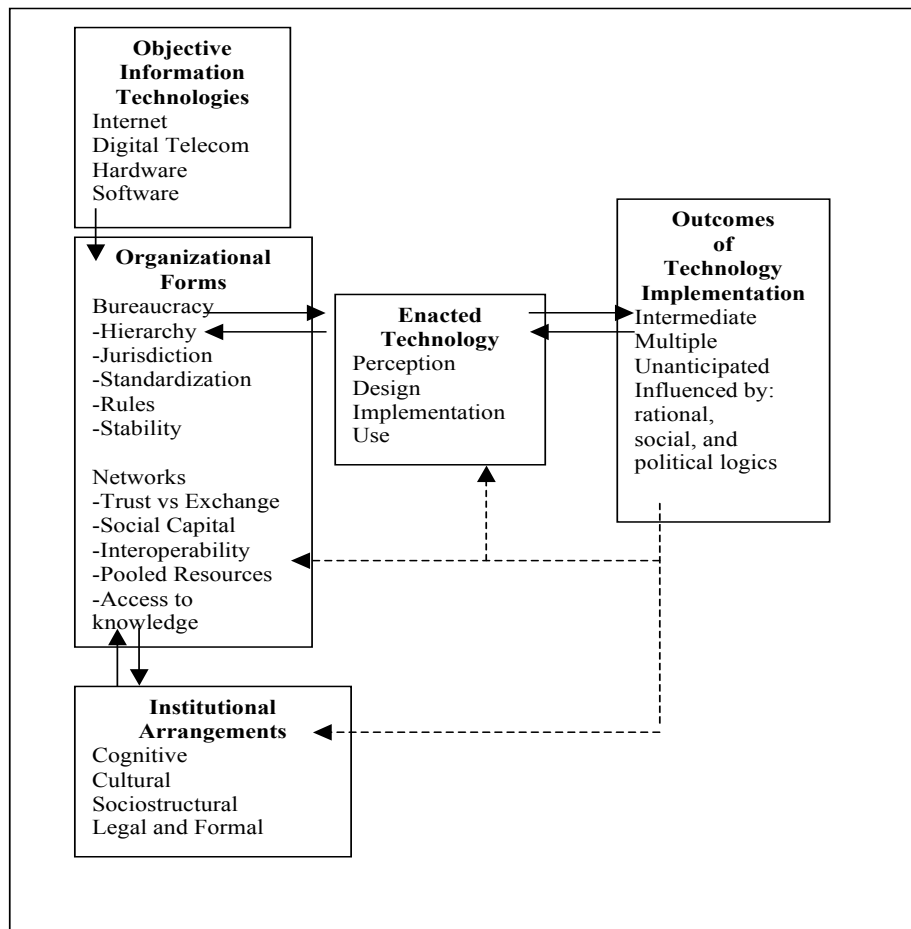 Objective
Information
Technologies
Internet
Digital Telecom
Hardware
Software
Organizational
Forms
Bureaucracy
-Hierarchy
-Jurisdiction
-Standardization
-Rules
-Stability
Networks
-Trust vs Exchange
-Social Capital
-Interoperability
-Pooled Resources
-Access to
knowledge
Institutional
Arrangements
Cognitive
Cultural
Sociostructural
Legal and Formal
Enacted
Technology
Perception
Design
Implementation
Use
Outcomes
of
Technology
Implementation
Intermediate
Multiple
Unanticipated
Influenced by:
rational,
social, and
political logics